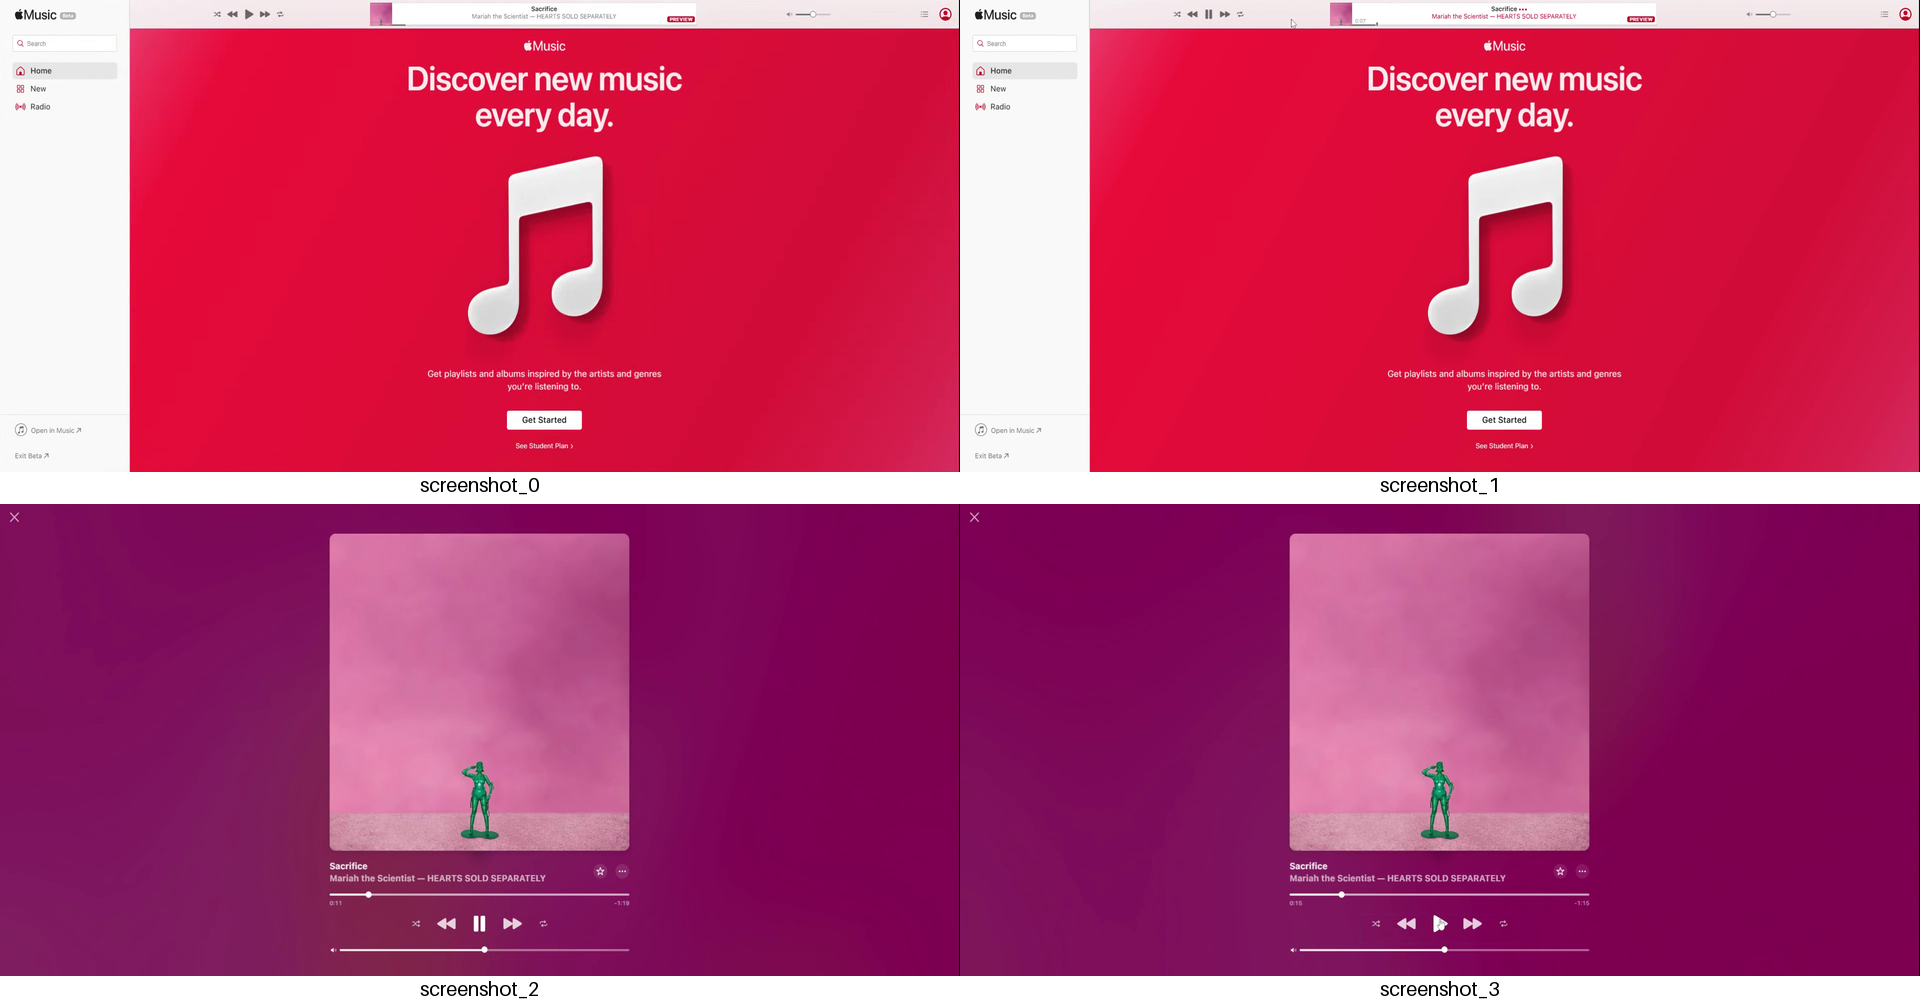 Music Beta
Sacrifice
Mariah the Scientist — HEARTS SOLD SEPARATELY
PREVIEW
Search
Home
New
Radio
Music
Discover new music
every day.
Get playlists and albums inspired by the artists and genres
you're listening to.
Get Started
See Student Plan ›
Open in Music ↗
Exit Beta ↗
screenshot_0
Music Beta
Sacrifice •••
Mariah the Scientist — HEARTS SOLD SEPARATELY
0:07
PREVIEW
Search
Home
New
Radio
Music
Discover new music
every day.
Get playlists and albums inspired by the artists and genres
you're listening to.
Get Started
See Student Plan ›
Open in Music ↗
Exit Beta ↗
screenshot_1
Sacrifice
Mariah the Scientist — HEARTS SOLD SEPARATELY
0:11 -1:19
screenshot_2
Sacrifice
Mariah the Scientist — HEARTS SOLD SEPARATELY
0:15 -1:15
screenshot_3